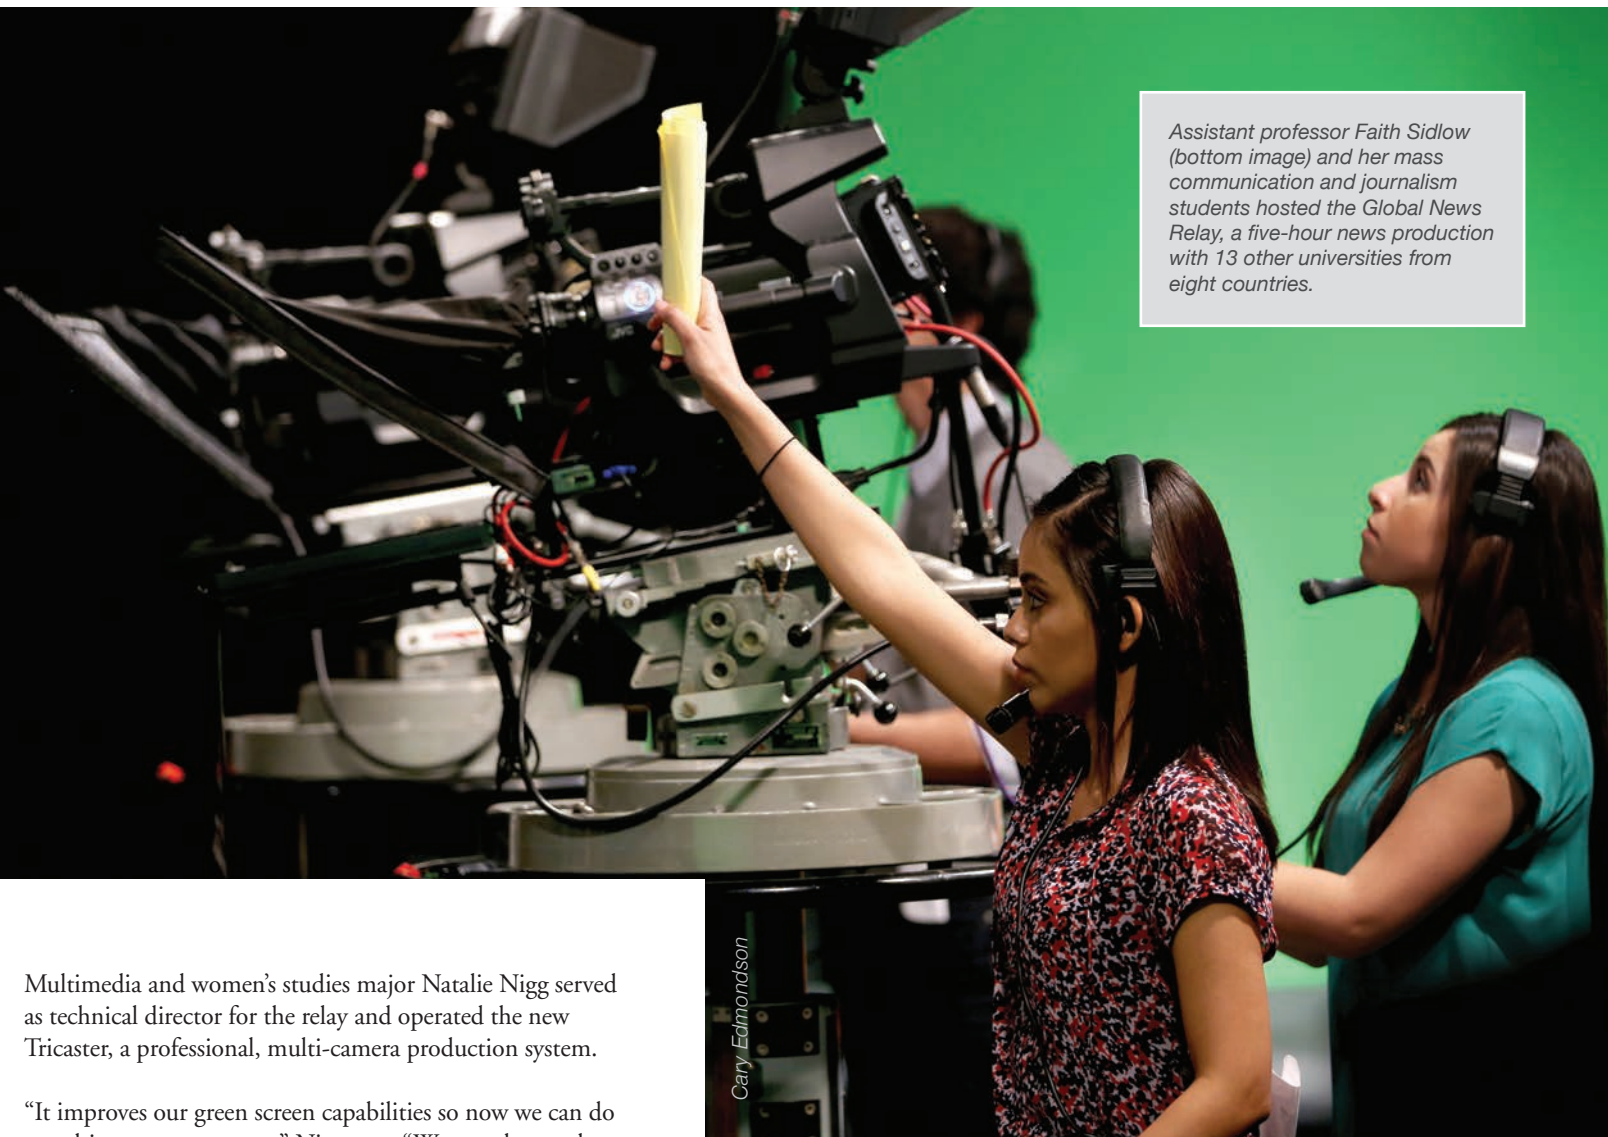 Assistant professor Faith Sidlow
(bottom image) and her mass
communication and journalism
students hosted the Global News
Relay, a five-hour news production
with 13 other universities from
eight countries.
JVC
Multimedia and women’s studies major Natalie Nigg served
as technical director for the relay and operated the new
Tricaster, a professional, multi-camera production system.
“It improves our green screen capabilities so now we can do
Cary Edmondson